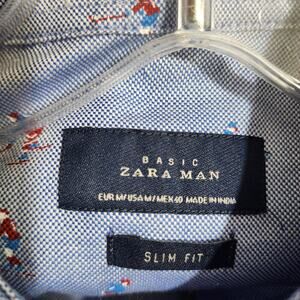 BASIC
ZARA MAN
EUR M/USA M/MEX 40 MADE IN INDIA
SLIM FIT